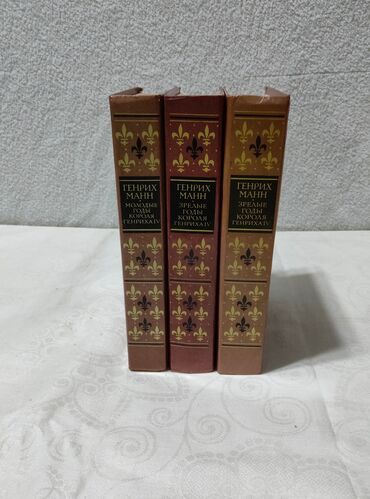 ГЕНРИХ
МАНН
МОЛОДЫЕ
ГОДЫ
КОРОЛЯ
ГЕНРИХА IV
ГЕНРИХ
МАНН
ЗРЕЛЫЕ
ГОДЫ
КОРОЛЯ
ГЕНРИХА IV
ГЕНРИХ
МАНН
ЗРЕЛЫЕ
ГОДЫ
КОРОЛЯ
ГЕНРИХА IV